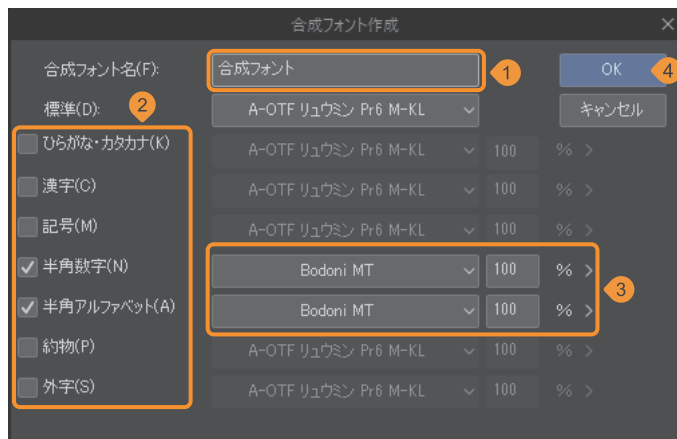 合成フォント作成 ×
合成フォント名(F): 合成フォント 1 OK 4
標準(D): 2 A-OTF リュウミン Pr6 M-KL キャンセル
ひらがな・カタカナ(K) A-OTF リュウミン Pr6 M-KL 100 % >
漢字(C) A-OTF リュウミン Pr6 M-KL 100 % >
記号(M) A-OTF リュウミン Pr6 M-KL 100 % >
半角数字(N) Bodoni MT 100 % >
3
半角アルファベット(A) Bodoni MT 100 % >
約物(P) A-OTF リュウミン Pr6 M-KL 100 % >
外字(S) A-OTF リュウミン Pr6 M-KL 100 % >